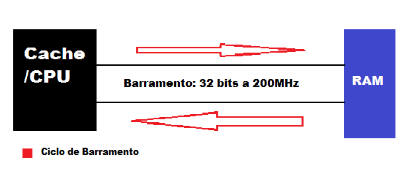 Cache
/CPU
Barramento: 32 bits a 200MHz
RAM
Ciclo de Barramento